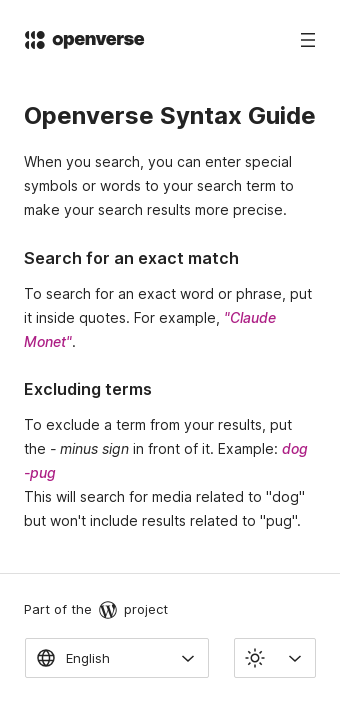 openverse
Openverse Syntax Guide
When you search, you can enter special
symbols or words to your search term to
make your search results more precise.
Search for an exact match
To search for an exact word or phrase, put
it inside quotes. For example, "Claude
Monet".
Excluding terms
To exclude a term from your results, put
the - minus sign in front of it. Example: dog
-pug
This will search for media related to "dog"
but won't include results related to "pug".
Part of the project
English